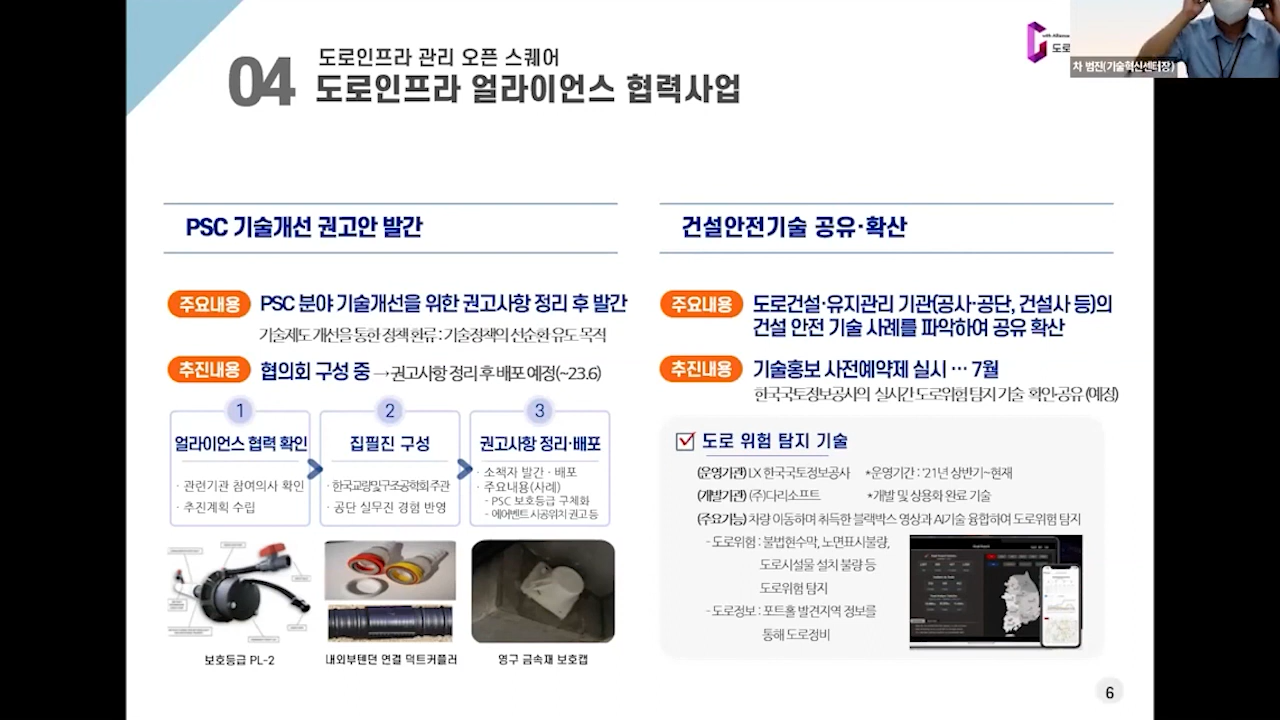 04
도로인프라 관리 오픈 스퀘어
도로인프라 얼라이언스 협력사업
with Alliance
도로
차 범진(기술혁신센터장)
PSC 기술개선 권고안 발간
주요내용 PSC 분야 기술개선을 위한 권고사항 정리 후 발간
기술제도 개선을 통한 정책 환류 : 기술정책의 선순환 유도 목적
추진내용 협의회 구성 중 → 권고사항 정리 후 배포 예정(~23.6)
1
얼라이언스 협력 확인
· 관련기관 참여의사 확인
· 추진계획 수립
2
집필진 구성
· 한국교량및구조공학회 주관
· 공단 실무진 경험 반영
3
권고사항 정리·배포
· 소책자 발간 · 배포
· 주요내용(사례)
- PSC 보호등급 구체화
- 에어벤트 시공위치 권고 등
보호등급 PL-2
내외부텐던 연결 덕트커플러
영구 금속재 보호캡
건설안전기술 공유·확산
주요내용 도로건설·유지관리 기관(공사·공단, 건설사 등)의
건설 안전 기술 사례를 파악하여 공유 확산
추진내용 기술홍보 사전예약제 실시 … 7월
한국국토정보공사의 실시간 도로위험 탐지 기술 확인·공유 (예정)
도로 위험 탐지 기술
(운영기관) LX 한국국토정보공사 *운영기간 : '21년 상반기~현재
(개발기관) (주)다리소프트 *개발 및 상용화 완료 기술
(주요기능) 차량 이동하며 취득한 블랙박스 영상과 AI기술 융합하여 도로위험 탐지
- 도로위험 : 불법현수막, 노면표시불량,
도로시설물 설치 불량 등
도로위험 탐지
- 도로정보 : 포트홀 발견지역 정보를
통해 도로정비
6